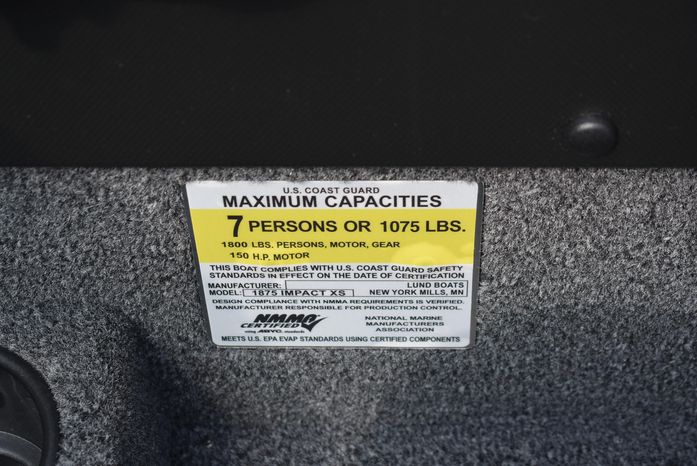 U.S. COAST GUARD
MAXIMUM CAPACITIES
7 PERSONS OR 1075 LBS.
1800 LBS. PERSONS, MOTOR, GEAR
150 H.P. MOTOR
THIS BOAT COMPLIES WITH U.S. COAST GUARD SAFETY
STANDARDS IN EFFECT ON THE DATE OF CERTIFICATION
MANUFACTURER: LUND BOATS
MODEL: 1875 IMPACT XS NEW YORK MILLS, MN
DESIGN COMPLIANCE WITH NMMA REQUIREMENTS IS VERIFIED.
MANUFACTURER RESPONSIBLE FOR PRODUCTION CONTROL.
NMMA
CERTIFIED
using ABYC standards
NATIONAL MARINE
MANUFACTURERS
ASSOCIATION
MEETS U.S. EPA EVAP STANDARDS USING CERTIFIED COMPONENTS